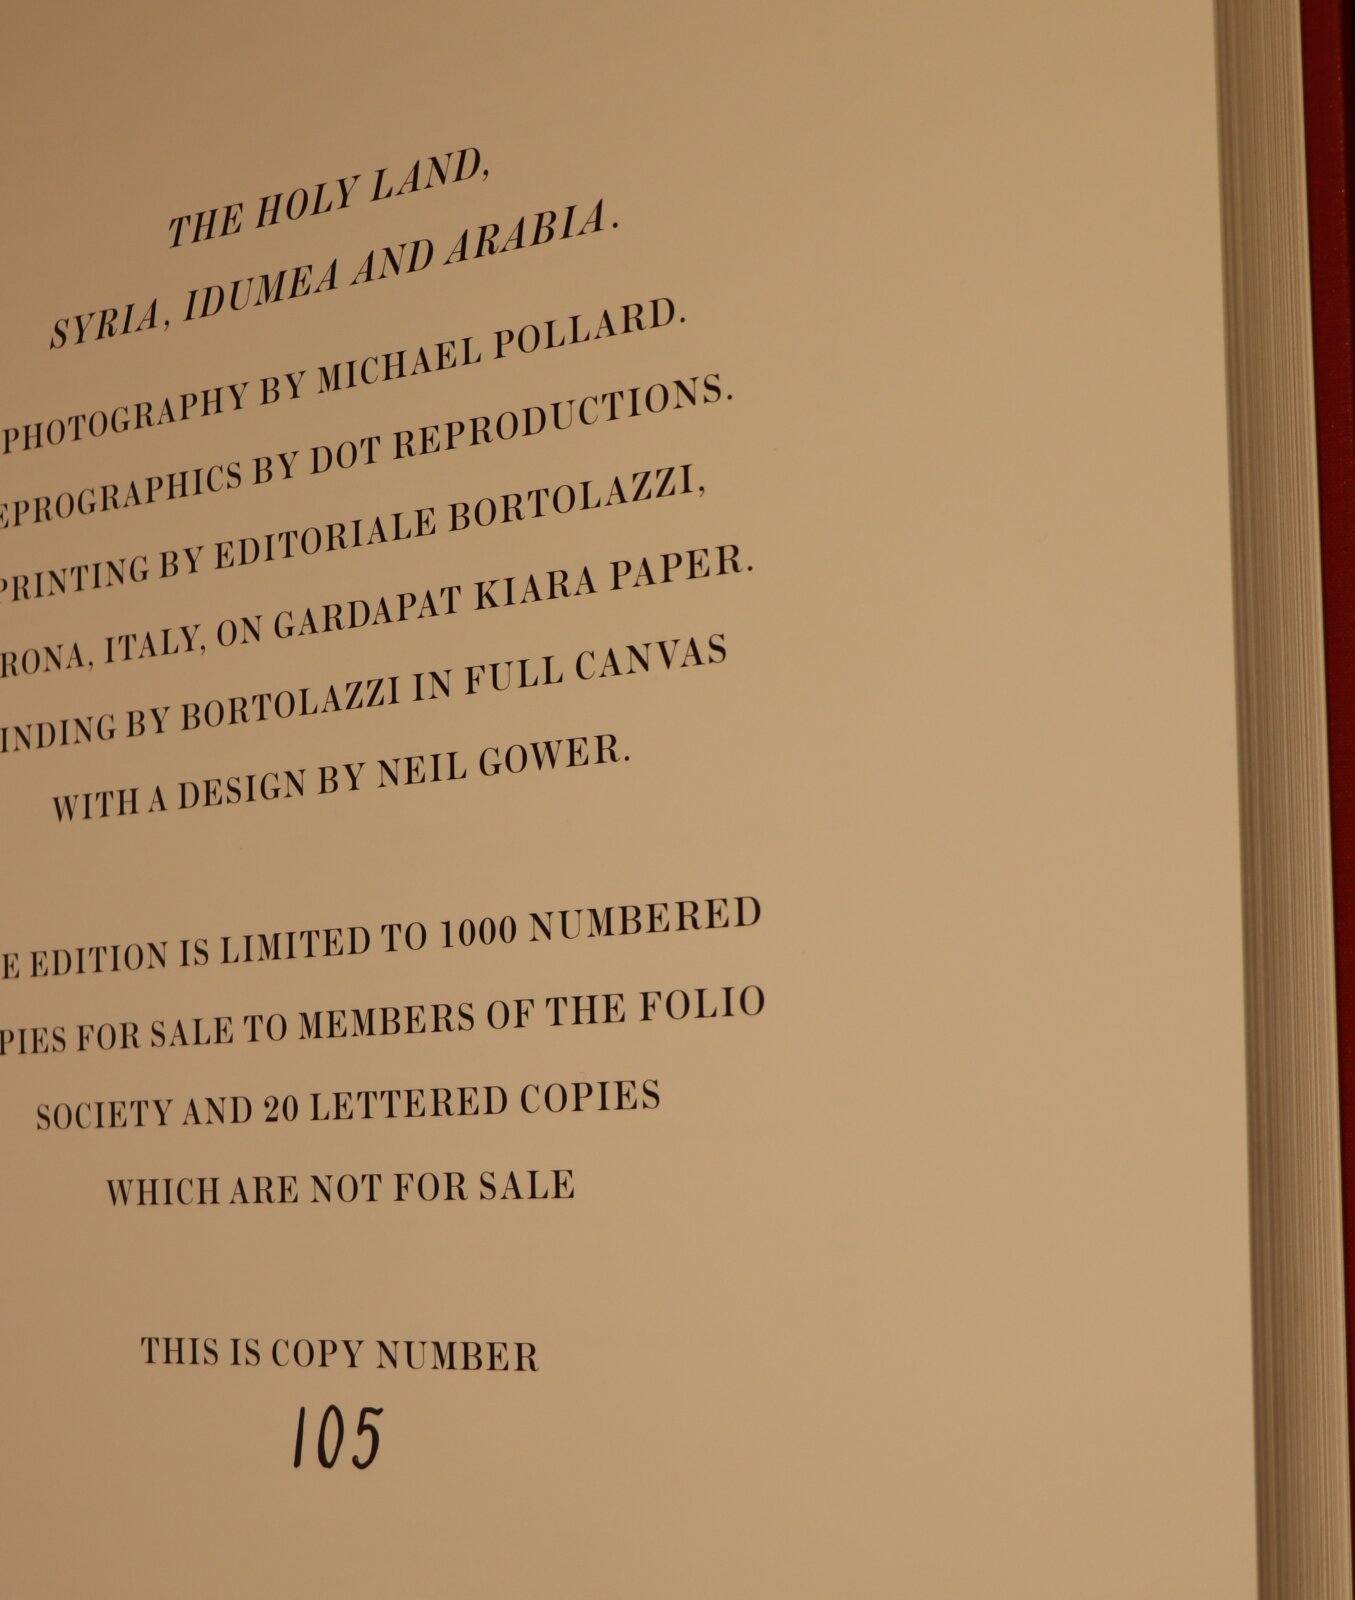 THE HOLY LAND,
SYRIA, IDUMEA AND ARABIA.
PHOTOGRAPHY BY MICHAEL POLLARD.
EPROGRAPHICS BY DOT REPRODUCTIONS.
PRINTING BY EDITORIALE BORTOLAZZI,
RONA, ITALY, ON GARDAPAT KIARA PAPER.
INDING BY BORTOLAZZI IN FULL CANVAS
WITH A DESIGN BY NEIL GOWER.
E EDITION IS LIMITED TO 1000 NUMBERED
PIES FOR SALE TO MEMBERS OF THE FOLIO
SOCIETY AND 20 LETTERED COPIES
WHICH ARE NOT FOR SALE
THIS IS COPY NUMBER
105